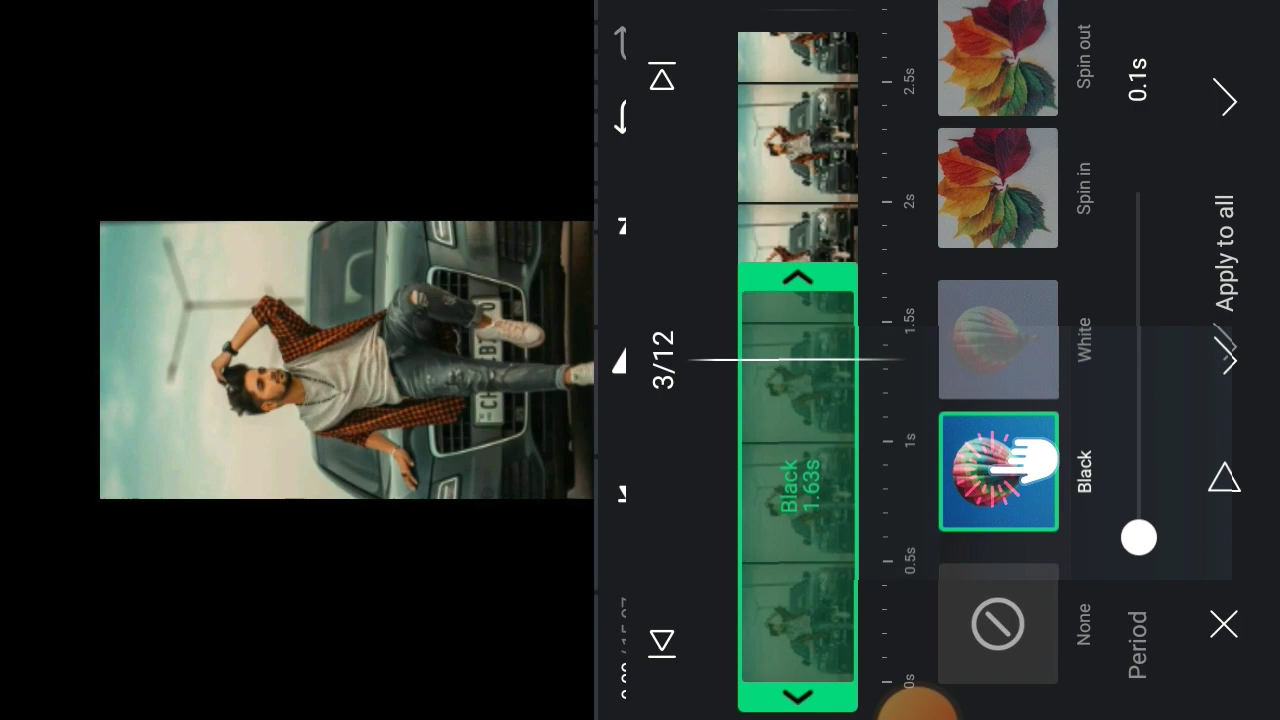 3/12
Black
1.63s
0s
0.5s
1s
1.5s
2s
2.5s
None
Black
White
Spin in
Spin out
Period
0.1s
Apply to all